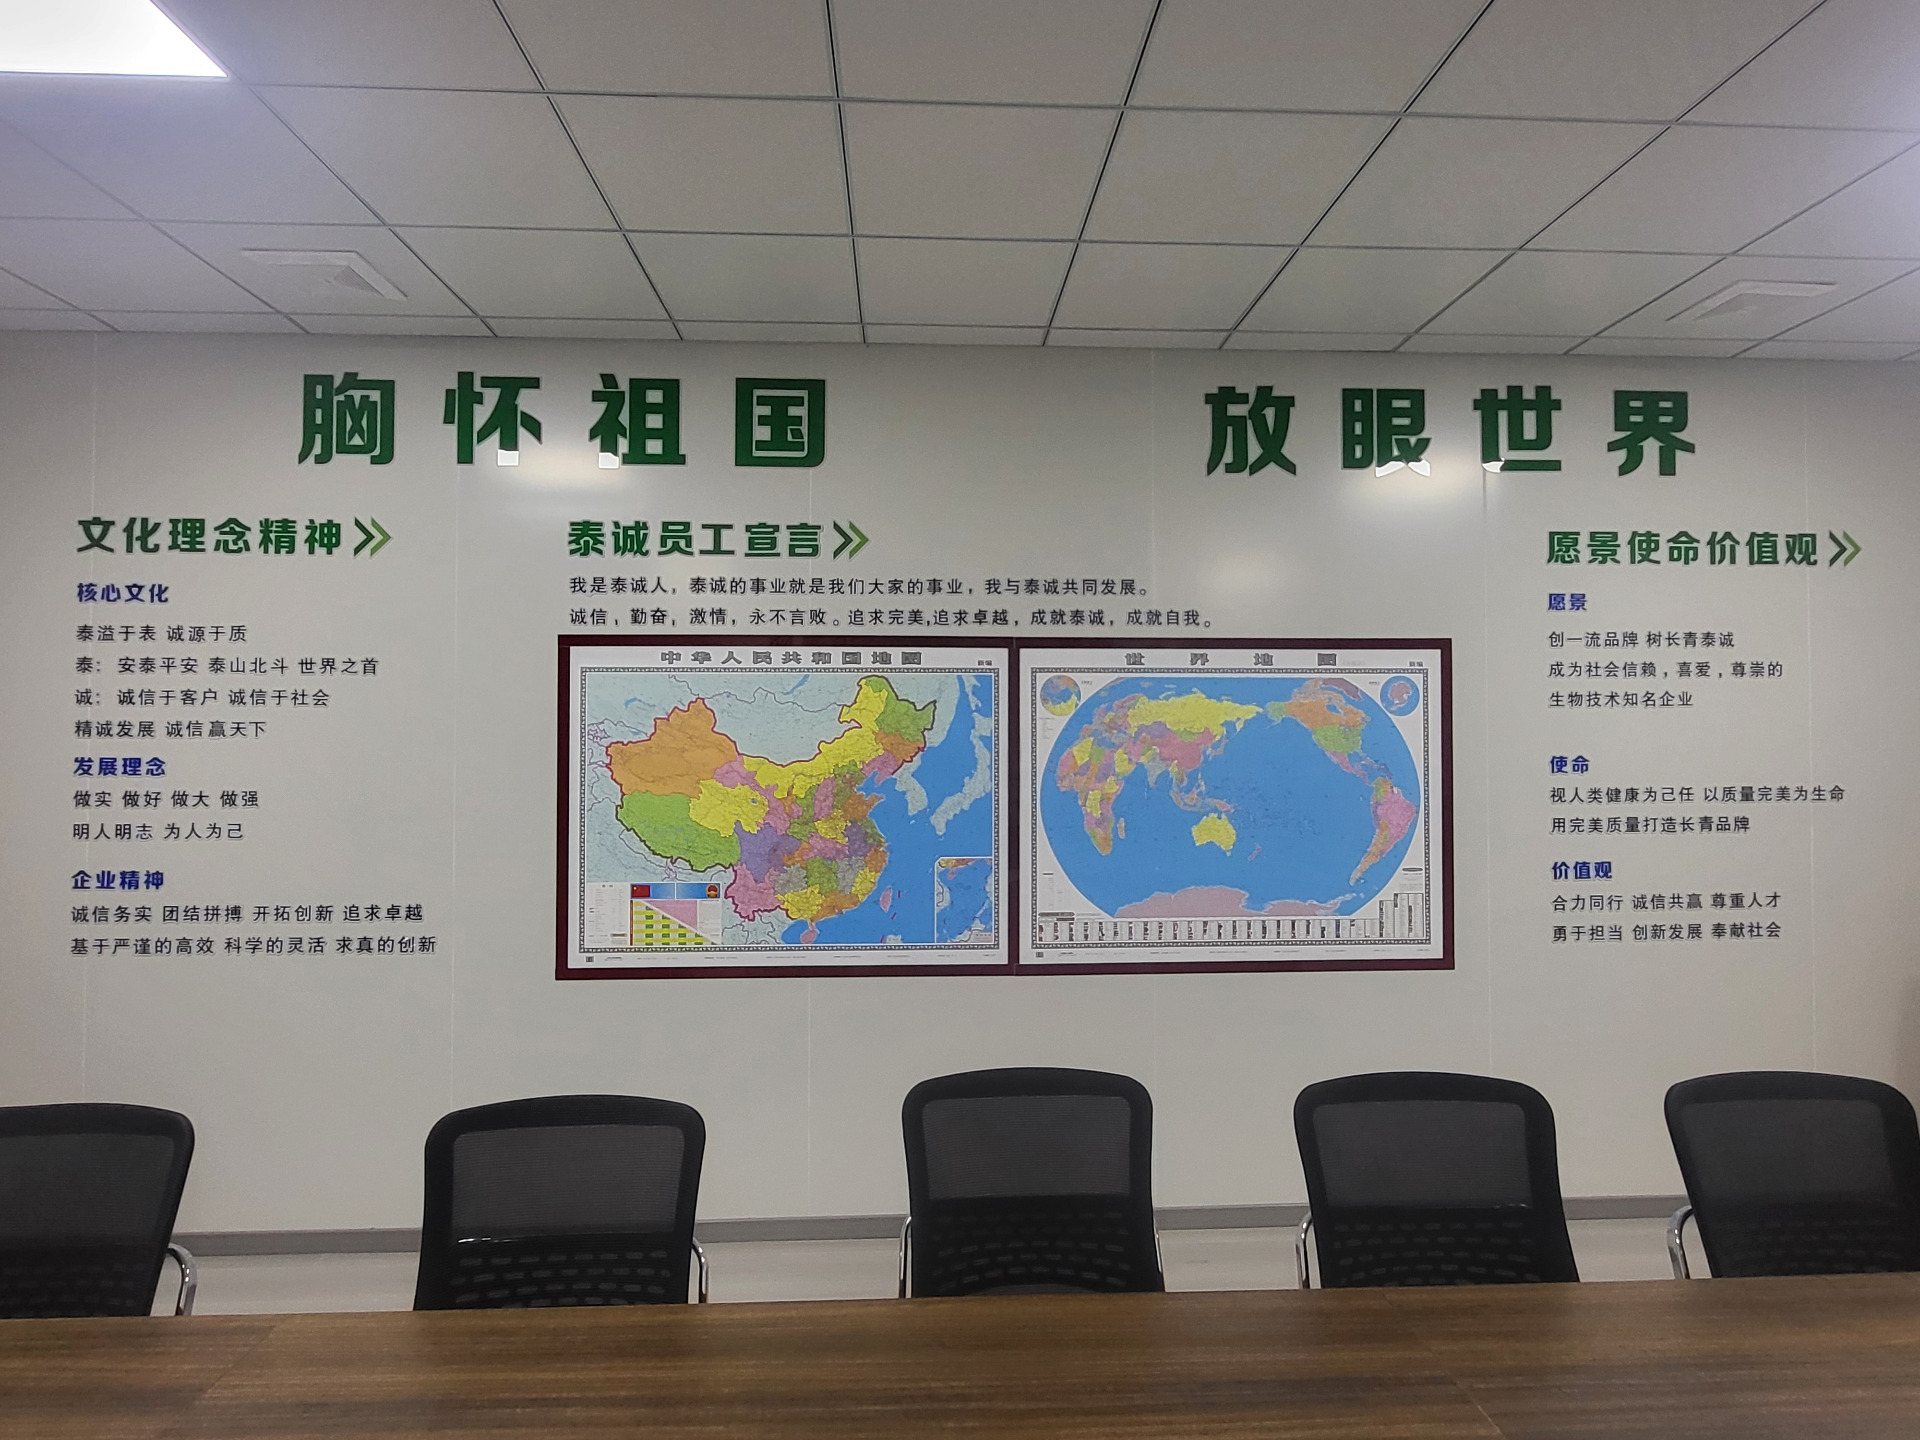 胸怀祖国
放眼世界
文化理念精神
核心文化
泰溢于表 诚源于质
泰：安泰平安 泰山北斗 世界之首
诚：诚信于客户 诚信于社会
精诚发展 诚信赢天下
发展理念
做实 做好 做大 做强
明人明志 为人为己
企业精神
诚信务实 团结拼搏 开拓创新 追求卓越
基于严谨的高效 科学的灵活 求真的创新
泰诚员工宣言
我是泰诚人，泰诚的事业就是我们大家的事业，我与泰诚共同发展。
诚信，勤奋，激情，永不言败。追求完美,追求卓越，成就泰诚，成就自我。
中华人民共和国地图
世界地图
愿景使命价值观
愿景
创一流品牌 树长青泰诚
成为社会信赖，喜爱，尊崇的
生物技术知名企业
使命
视人类健康为己任 以质量完美为生命
用完美质量打造长青品牌
价值观
合力同行 诚信共赢 尊重人才
勇于担当 创新发展 奉献社会